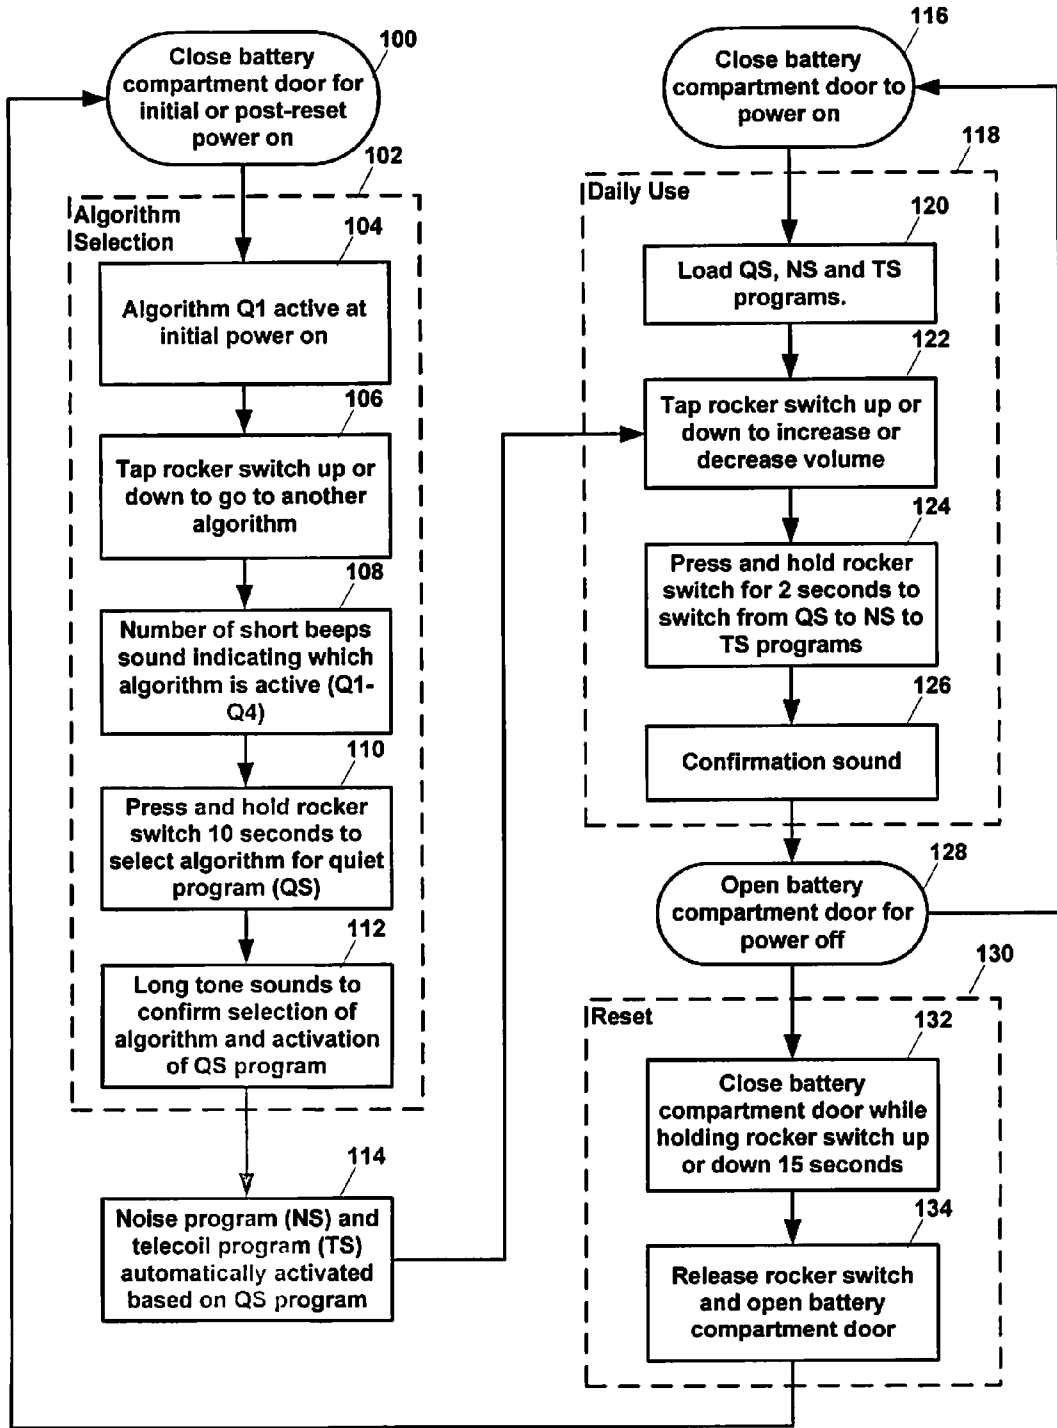 100
Close battery
compartment door for
initial or post-reset
power on
102
Algorithm
Selection
104
Algorithm Q1 active at
initial power on
106
Tap rocker switch up or
down to go to another
algorithm
108
Number of short beeps
sound indicating which
algorithm is active (Q1-
Q4)
110
Press and hold rocker
switch 10 seconds to
select algorithm for quiet
program (QS)
112
Long tone sounds to
confirm selection of
algorithm and activation
of QS program
114
Noise program (NS) and
telecoil program (TS)
automatically activated
based on QS program
116
Close battery
compartment door to
power on
118
Daily Use
120
Load QS, NS and TS
programs.
122
Tap rocker switch up or
down to increase or
decrease volume
124
Press and hold rocker
switch for 2 seconds to
switch from QS to NS to
TS programs
126
Confirmation sound
128
Open battery
compartment door for
power off
130
Reset
132
Close battery
compartment door while
holding rocker switch up
or down 15 seconds
134
Release rocker switch
and open battery
compartment door